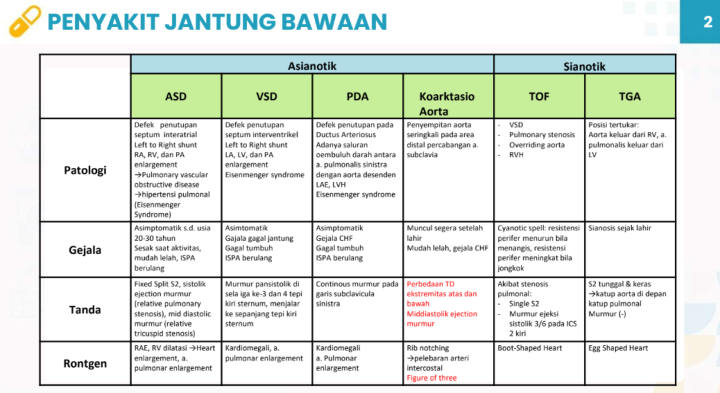 PENYAKIT JANTUNG BAWAAN
2
Asianotik
Sianotik
ASD
VSD
PDA
Koarktasio
Aorta
TOF
TGA
Patologi
Defek penutupan
septum interatrial
Left to Right shunt
RA, RV, dan PA
enlargement
→Pulmonary vascular
obstructive disease
→hipertensi pulmonal
(Eisenmenger
Syndrome)
Defek penutupan
septum interventrikel
Left to Right shunt
LA, LV, dan PA
enlargement
Eisenmenger syndrome
Defek penutupan pada
Ductus Arteriosus
Adanya saluran
oembuluh darah antara
a. pulmonalis sinistra
dengan aorta desenden
LAE, LVH
Eisenmenger syndrome
Penyempitan aorta
seringkali pada area
distal percabangan a.
subclavia
- VSD
- Pulmonary stenosis
- Overriding aorta
- RVH
Posisi tertukar:
Aorta keluar dari RV, a.
pulmonalis keluar dari
LV
Gejala
Asimptomatik s.d. usia
20-30 tahun
Sesak saat aktivitas,
mudah lelah, ISPA
berulang
Asimtomatik
Gajala gagal jantung
Gagal tumbuh
ISPA berulang
Asimptomatik
Gejala CHF
Gagal tumbuh
ISPA berulang
Muncul segera setelah
lahir
Mudah lelah, gejala CHF
Cyanotic spell: resistensi
perifer menurun bila
menangis, resistensi
perifer meningkat bila
jongkok
Sianosis sejak lahir
Tanda
Fixed Split S2, sistolik
ejection murmur
(relative pulmonary
stenosis), mid diastolic
murmur (relative
tricuspid stenosis)
Murmur pansistolik di
sela iga ke-3 dan 4 tepi
kiri sternum, menjalar
ke sepanjang tepi kiri
sternum
Continous murmur pada
garis subclavicula
sinistra
Perbedaan TD
ekstremitas atas dan
bawah
Middiastolik ejection
murmur
Akibat stenosis
pulmonal:
- Single S2
- Murmur ejeksi
sistolik 3/6 pada ICS
2 kiri
S2 tunggal & keras
→katup aorta di depan
katup pulmonal
Murmur (-)
Rontgen
RAE, RV dilatasi →Heart
enlargement, a.
pulmonary enlargement
Kardiomegali, a.
pulmonary enlargement
Kardiomegali
a. Pulmonary
enlargement
Rib notching
→pelebaran arteri
intercostal
Figure of three
Boot-Shaped Heart
Egg Shaped Heart